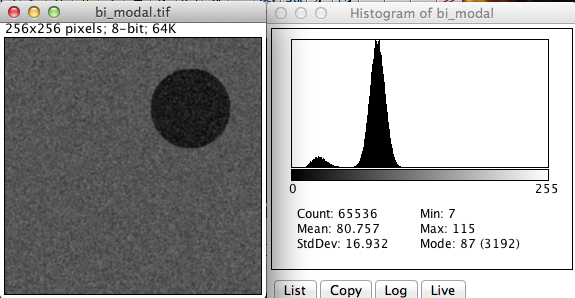 bi_modal.tif
256x256 pixels; 8-bit; 64K
Histogram of bi_modal
0 255
Count: 65536 Min: 7
Mean: 80.757 Max: 115
StdDev: 16.932 Mode: 87 (3192)
List Copy Log Live